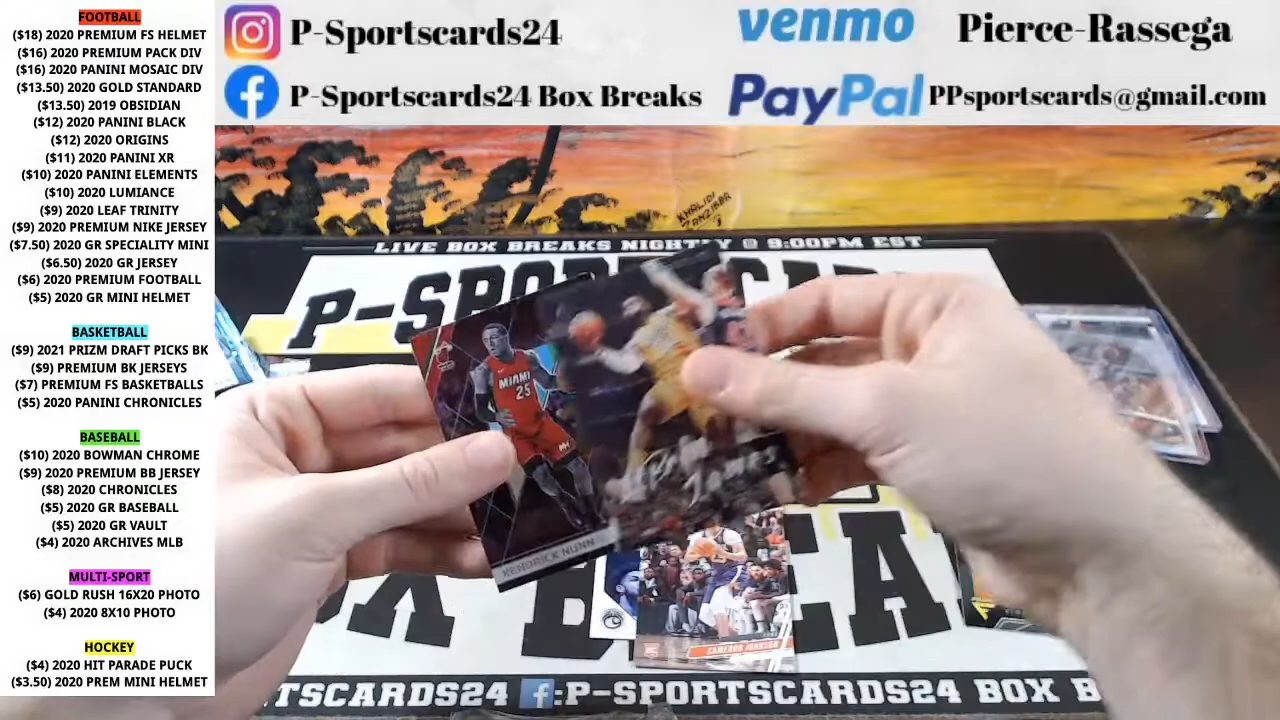 FOOTBALL
($18) 2020 PREMIUM FS HELMET
($16) 2020 PREMIUM PACK DIV
($16) 2020 PANINI MOSAIC DIV
($13.50) 2020 GOLD STANDARD
($13.50) 2019 OBSIDIAN
($12) 2020 PANINI BLACK
($12) 2020 ORIGINS
($11) 2020 PANINI XR
($10) 2020 PANINI ELEMENTS
($10) 2020 LUMIANCE
($9) 2020 LEAF TRINITY
($9) 2020 PREMIUM NIKE JERSEY
($7.50) 2020 GR SPECIALITY MINI
($6.50) 2020 GR JERSEY
($6) 2020 PREMIUM FOOTBALL
($5) 2020 GR MINI HELMET
BASKETBALL
($9) 2021 PRIZM DRAFT PICKS BK
($9) PREMIUM BK JERSEYS
($7) PREMIUM FS BASKETBALLS
($5) 2020 PANINI CHRONICLES
BASEBALL
($10) 2020 BOWMAN CHROME
($9) 2020 PREMIUM BB JERSEY
($8) 2020 CHRONICLES
($5) 2020 GR BASEBALL
($5) 2020 GR VAULT
($4) 2020 ARCHIVES MLB
MULTI-SPORT
($6) GOLD RUSH 16X20 PHOTO
($4) 2020 8X10 PHOTO
HOCKEY
($4) 2020 HIT PARADE PUCK
($3.50) 2020 PREM MINI HELMET
P-Sportscards24
venmo Pierce-Rassega
P-Sportscards24 Box Breaks
PayPal PPsportscards@gmail.com
KHALIDI
ZANZIBAR
LIVE BOX BREAKS NIGHTLY @ 9:00PM EST
MIAMI
25
KENDRICK NUNN
James
CAMERON JOHNSON
TSCARDS24 f:P-SPORTSCARDS24 BOX B